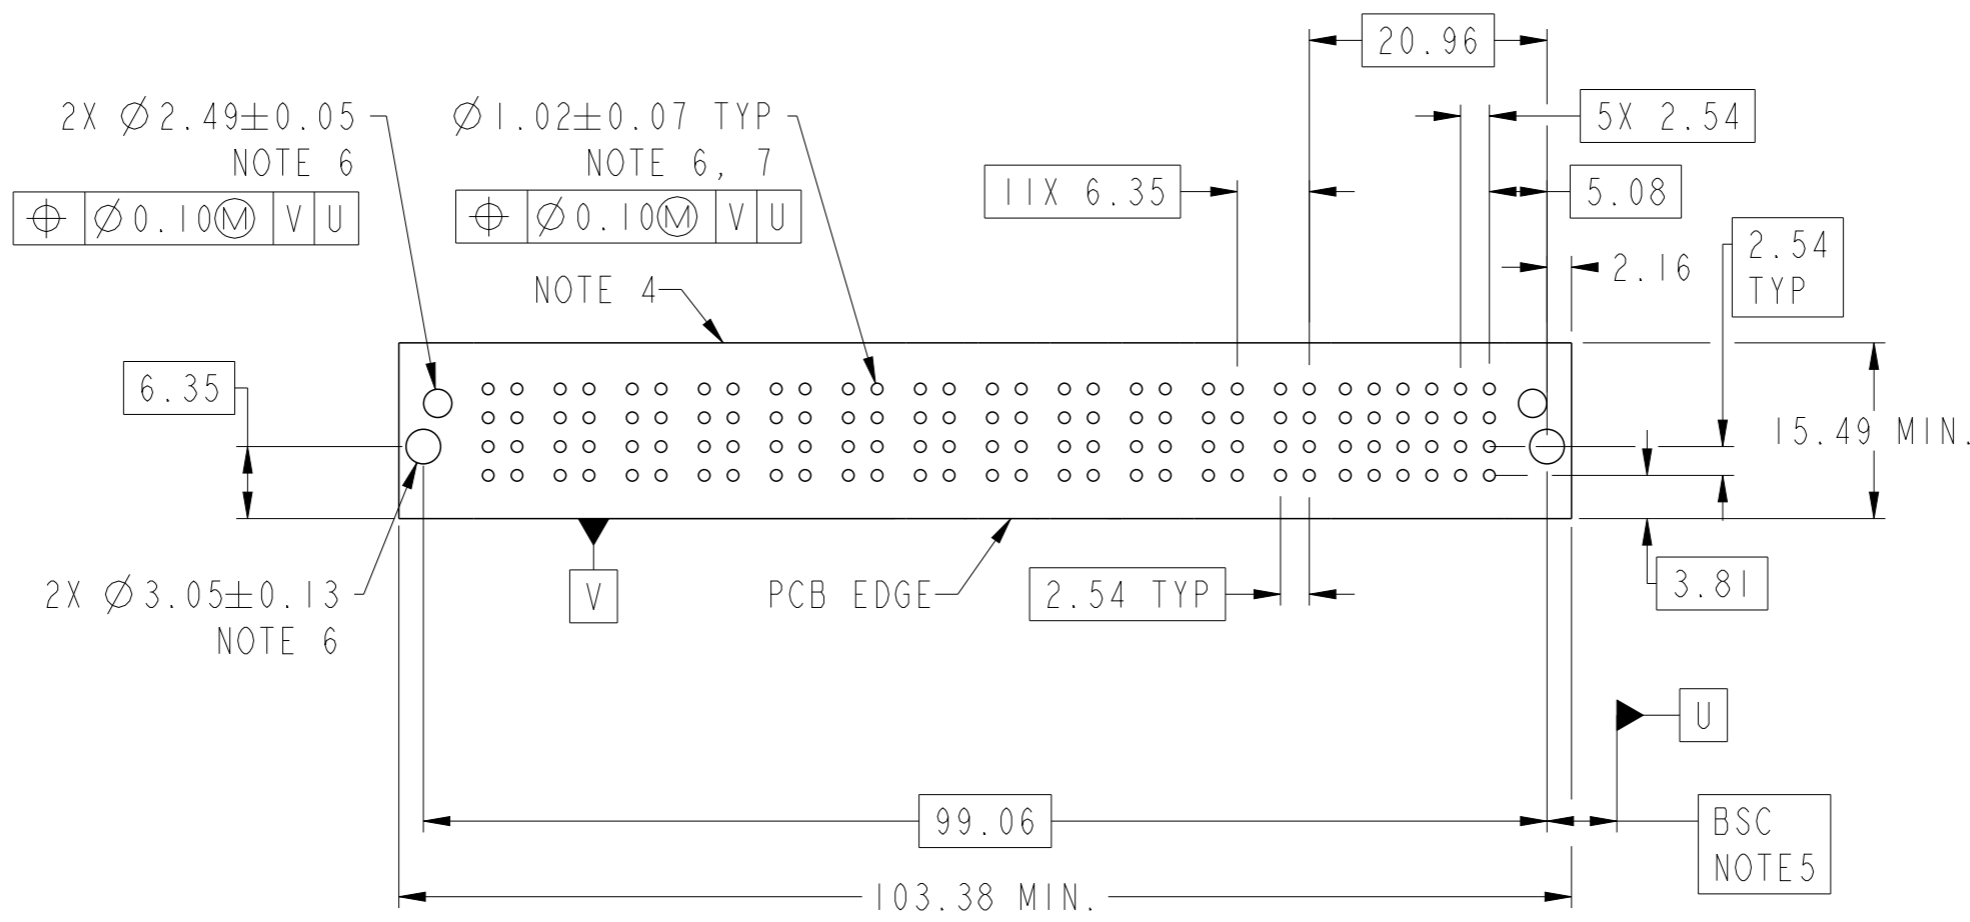 20.96
2X ∅2.49±0.05
NOTE 6
⌖ ∅0.10Ⓜ V U
∅1.02±0.07 TYP
NOTE 6, 7
⌖ ∅0.10Ⓜ V U
5X 2.54
11X 6.35
5.08
2.54
TYP
2.16
NOTE 4
6.35
15.49 MIN.
2X ∅3.05±0.13
NOTE 6
V
PCB EDGE
2.54 TYP
3.81
U
99.06
BSC
NOTE5
103.38 MIN.